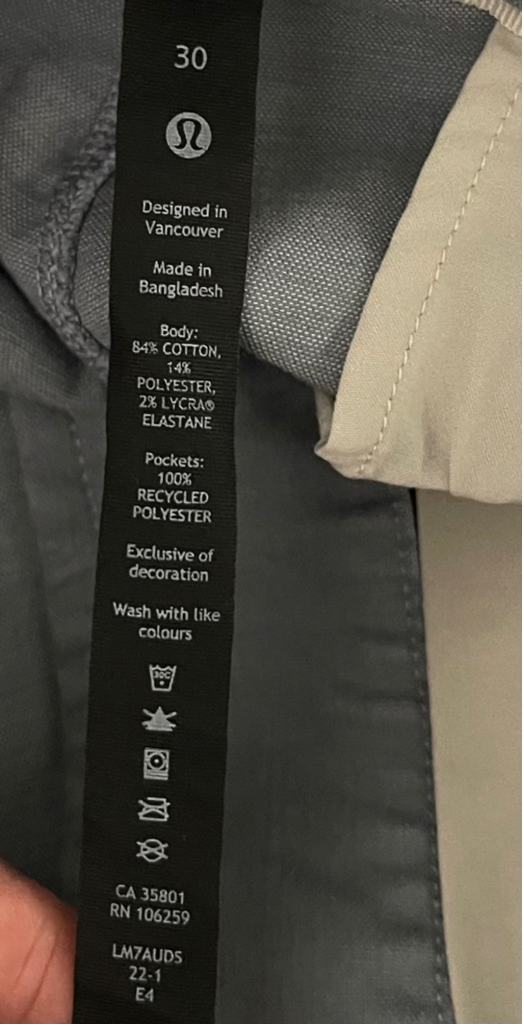 30
Designed in
Vancouver
Made in
Bangladesh
Body:
84% COTTON,
14%
POLYESTER,
2% LYCRA®
ELASTANE
Pockets:
100%
RECYCLED
POLYESTER
Exclusive of
decoration
Wash with like
colours
30C
CA 35801
RN 106259
LM7AUDS
22-1
E4